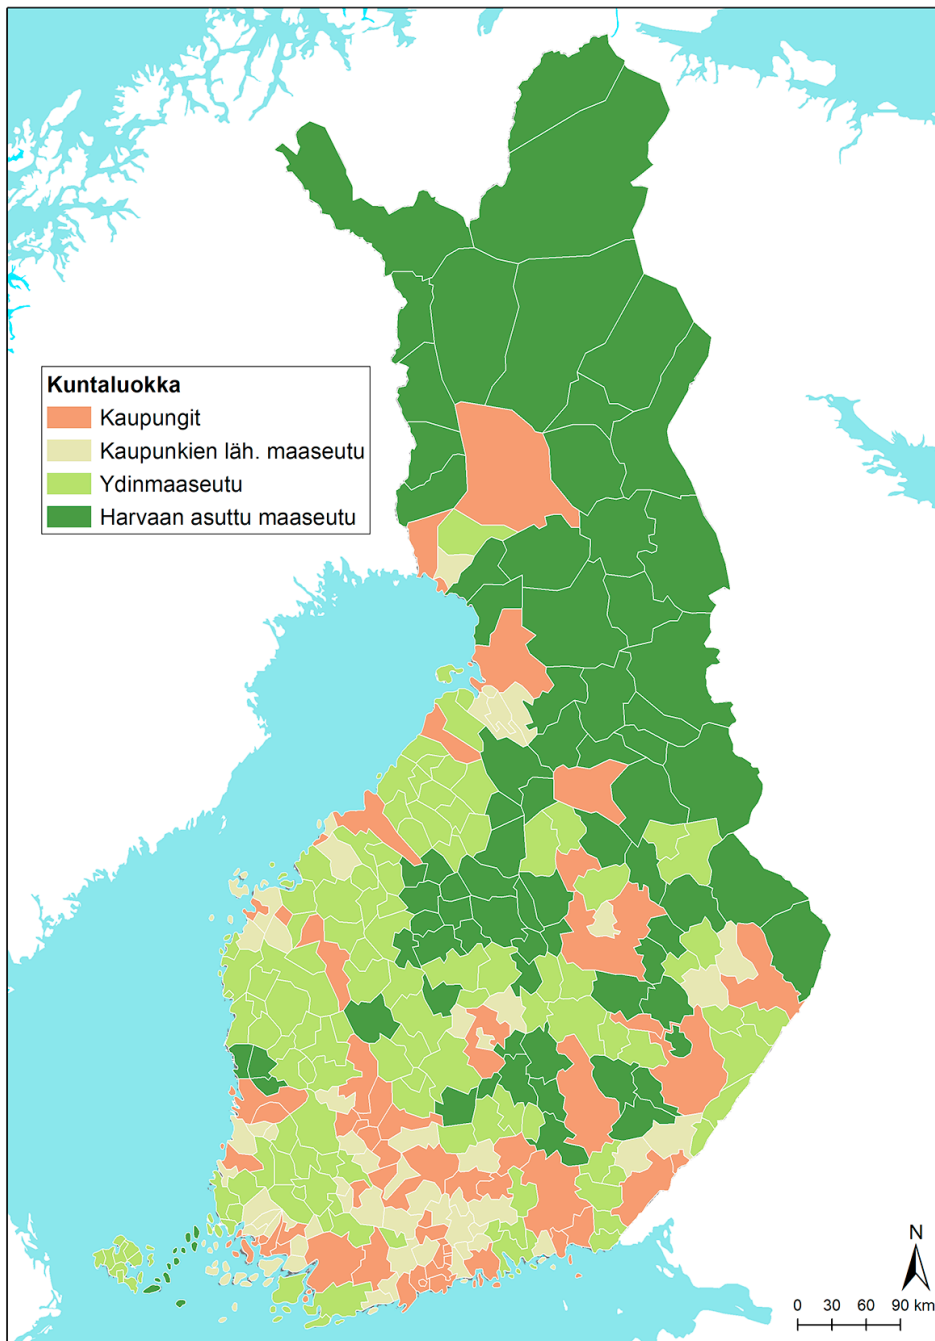 Kuntaluokka
Kaupungit
Kaupunkien läh. maaseutu
Ydinmaaseutu
Harvaan asuttu maaseutu
N
0 30 60 90 km